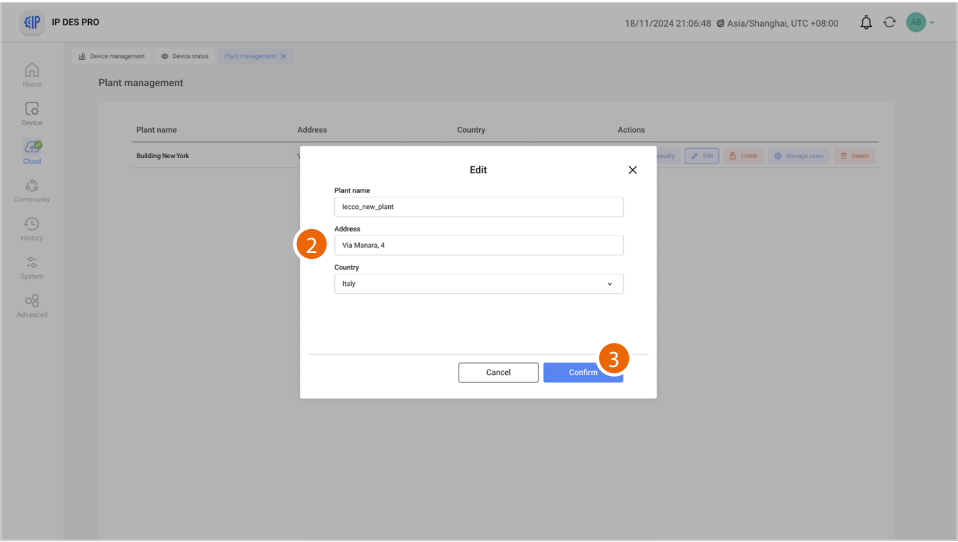 IP DES PRO
18/11/2024 21:06:48 Asia/Shanghai, UTC +08:00 AB
Device management Device status Plant management
Home
Plant management
Device
Plant name Address Country Actions
Cloud
Building New York Edit Unlink Manage users Delete
Edit
Plant name
lecco_new_plant
Community
Address
2
Via Manara, 4
History
Country
Italy
System
Advanced
3
Cancel Confirm